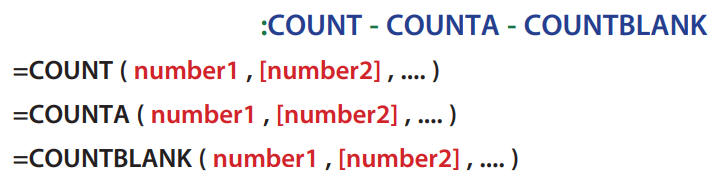 :COUNT - COUNTA - COUNTBLANK
=COUNT ( number1 , [number2] , .... )
=COUNTA ( number1 , [number2] , .... )
=COUNTBLANK ( number1 , [number2] , .... )